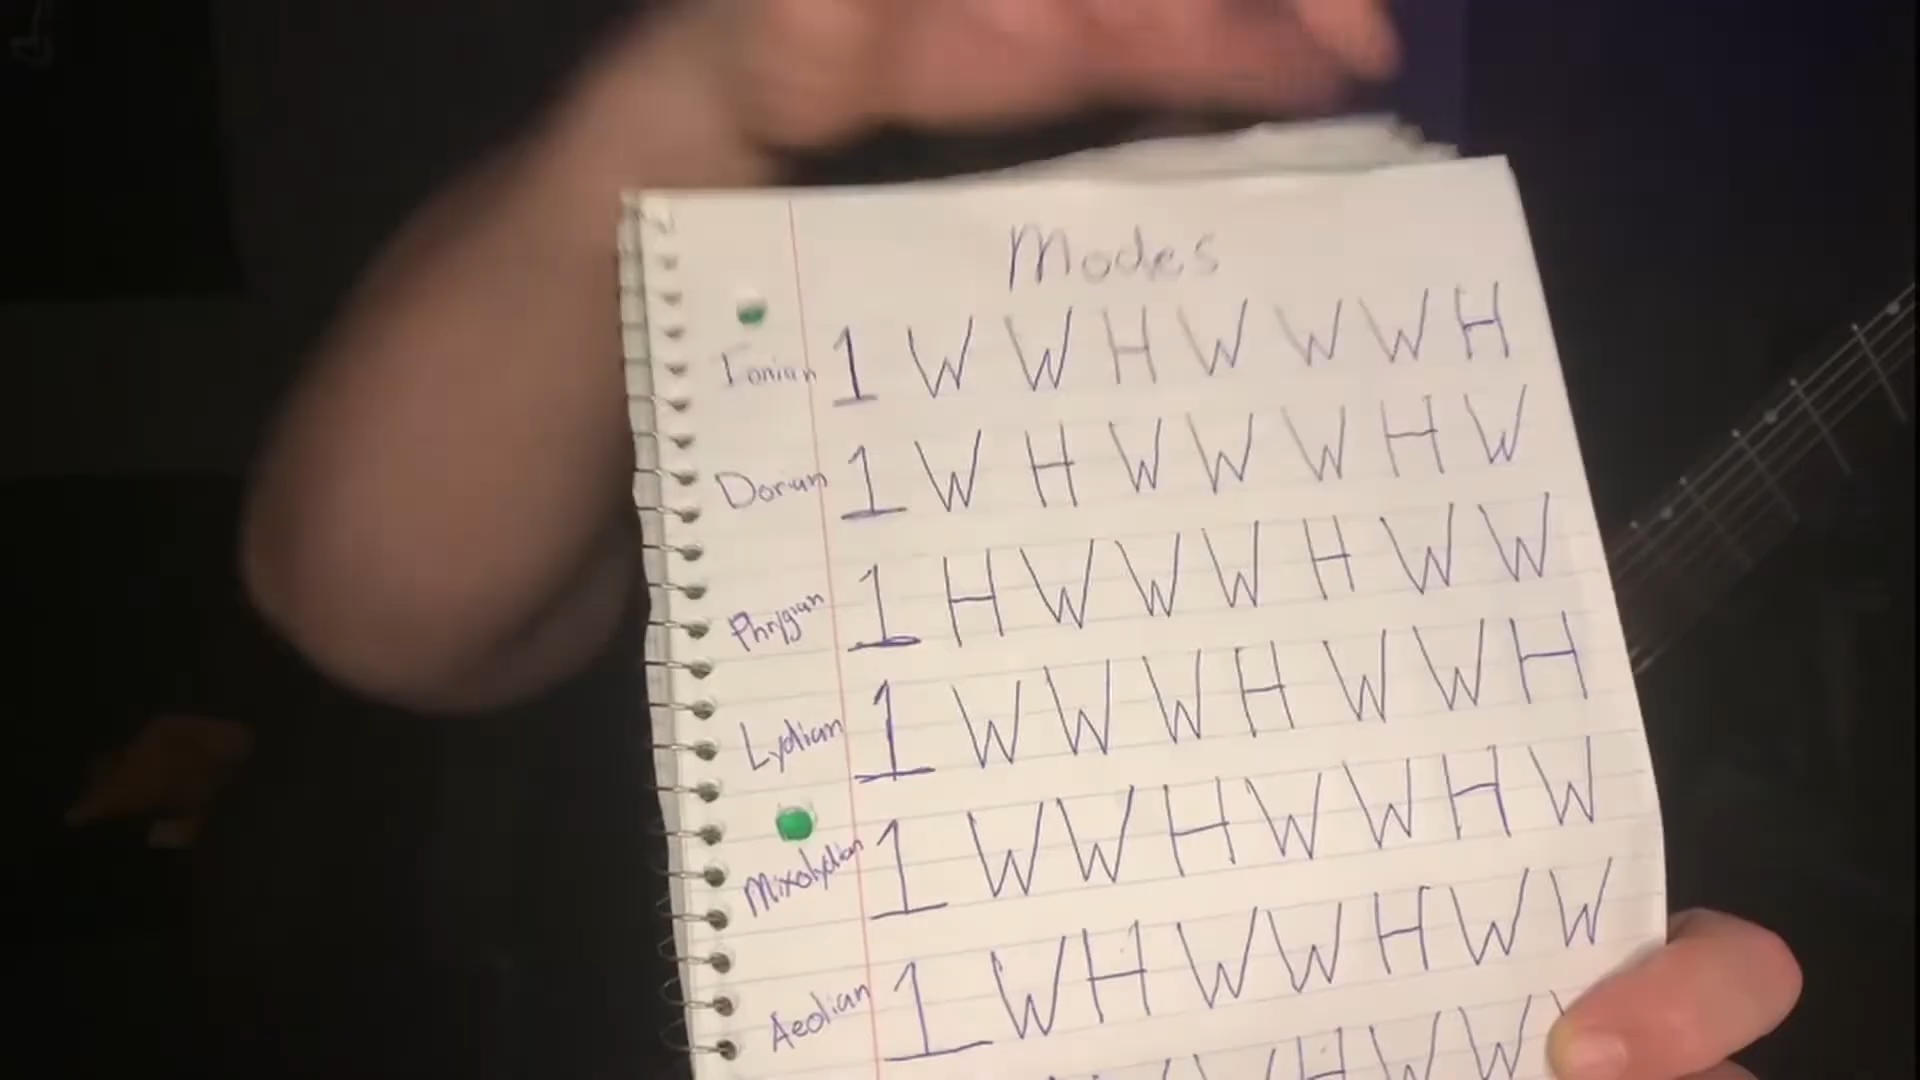 Modes
Ionian 1 W W H W W W H
Dorian 1 W H W W W H W
Phrygian 1 H W W W H W W
Lydian 1 W W W H W W H
Mixolydian 1 W W H W W H W
Aeolian 1 W H W W H W W